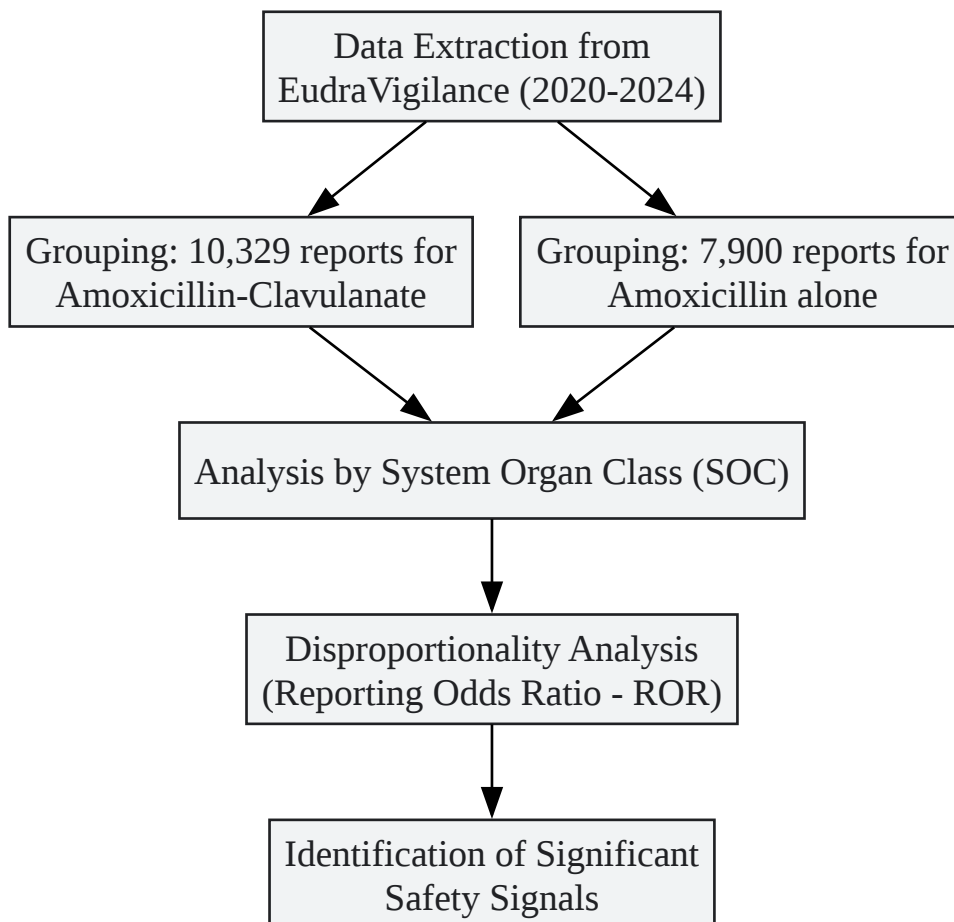 Data Extraction from
EudraVigilance (2020-2024)
Grouping: 10,329 reports for
Amoxicillin-Clavulanate
Grouping: 7,900 reports for
Amoxicillin alone
Analysis by System Organ Class (SOC)
Disproportionality Analysis
(Reporting Odds Ratio - ROR)
Identification of Significant
Safety Signals